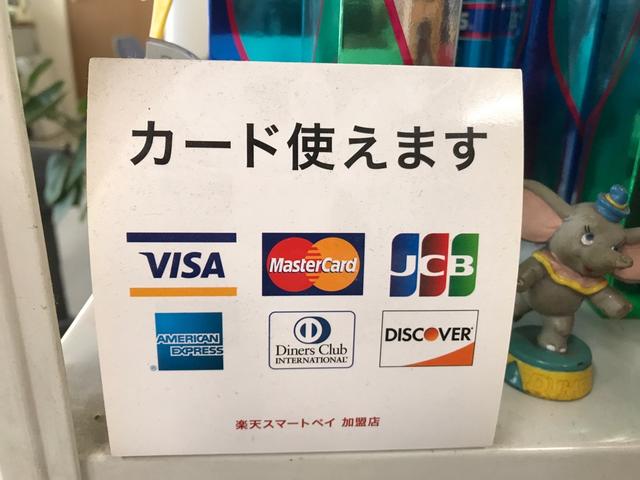 カード使えます
VISA
MasterCard
JCB
AMERICAN
EXPRESS
Diners Club
INTERNATIONAL
DISCOVER
楽天スマートペイ 加盟店